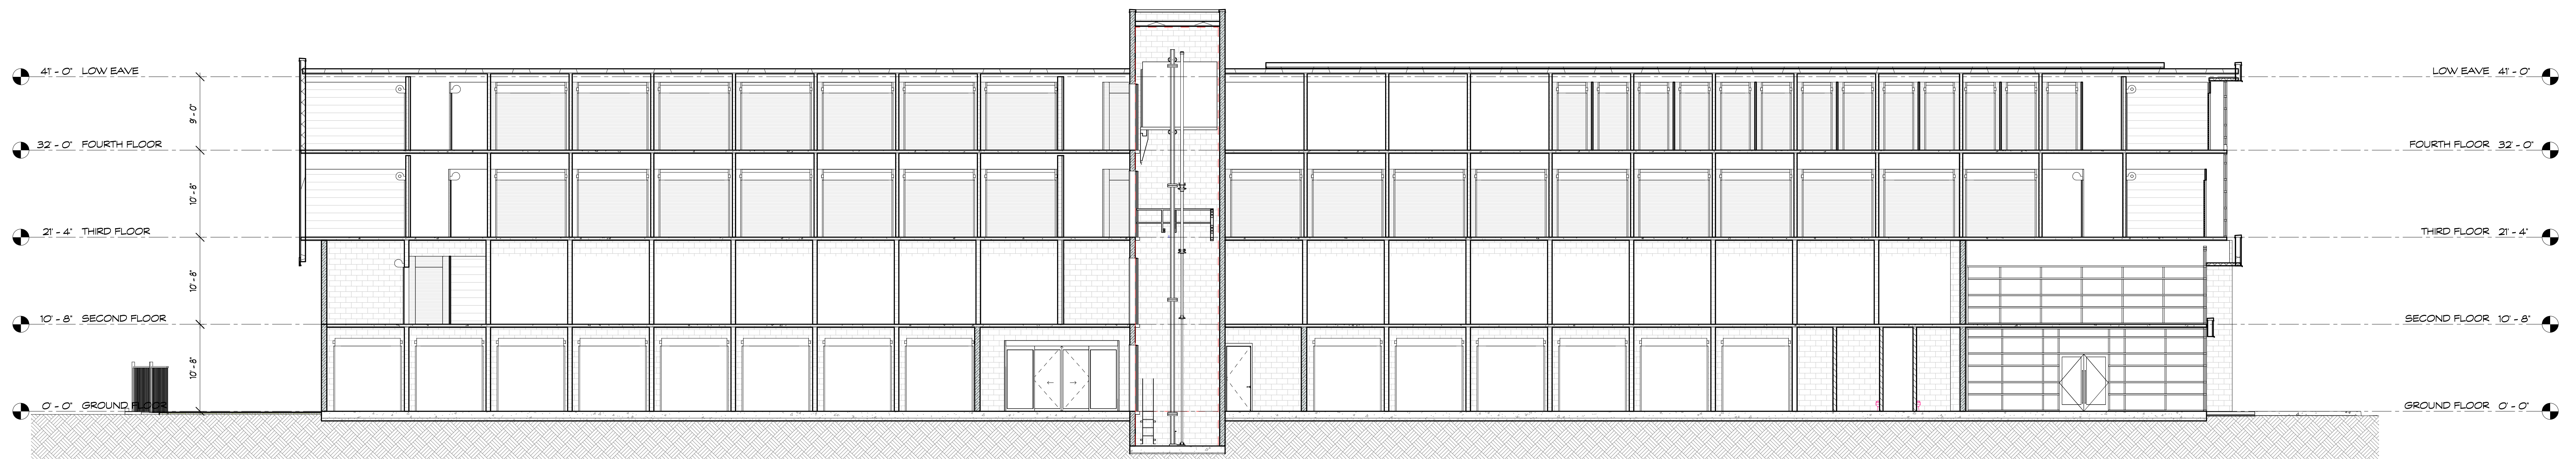 41' - 0" LOW EAVE
LOW EAVE 41' - 0"
9' - 0"
32' - 0" FOURTH FLOOR
FOURTH FLOOR 32' - 0"
10' - 8"
21' - 4" THIRD FLOOR
THIRD FLOOR 21' - 4"
10' - 8"
10' - 8" SECOND FLOOR
SECOND FLOOR 10' - 8"
10' - 8"
0' - 0" GROUND FLOOR
GROUND FLOOR 0' - 0"